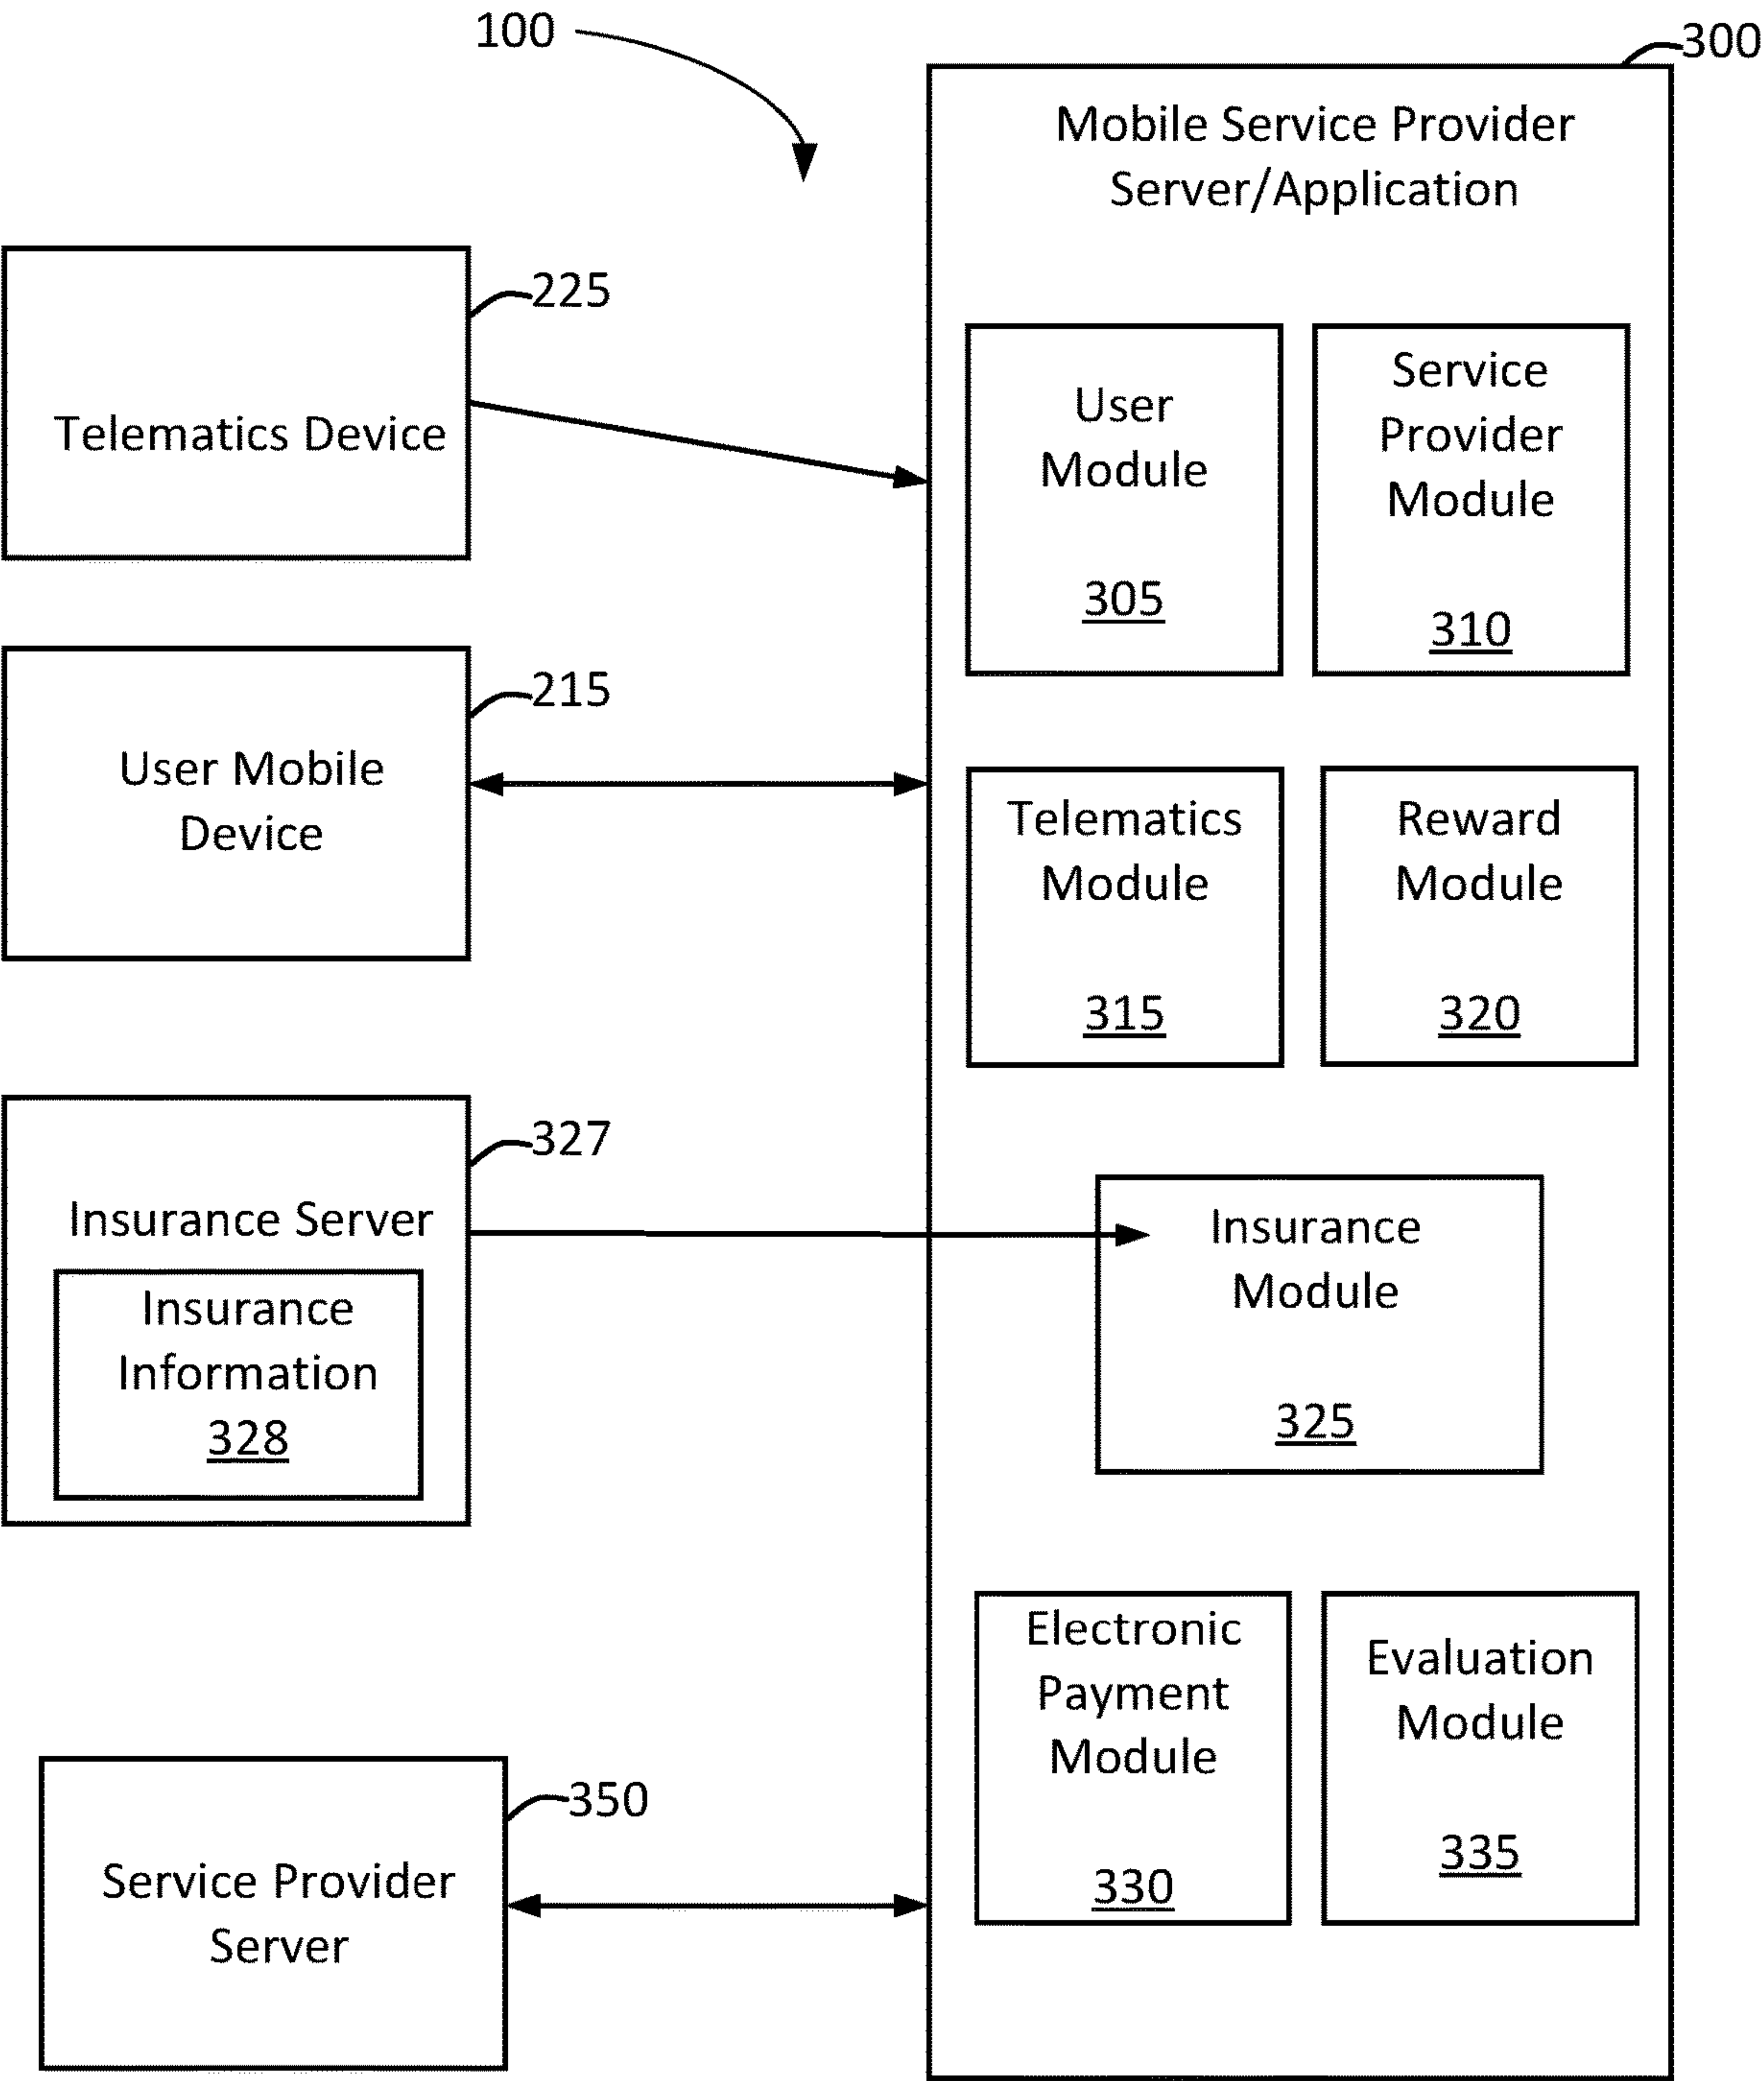 100
300
Mobile Service Provider
Server/Application
225
Telematics Device
User
Module
305
Service
Provider
Module
310
215
User Mobile
Device
Telematics
Module
315
Reward
Module
320
327
Insurance Server
Insurance
Information
328
Insurance
Module
325
350
Service Provider
Server
Electronic
Payment
Module
330
Evaluation
Module
335